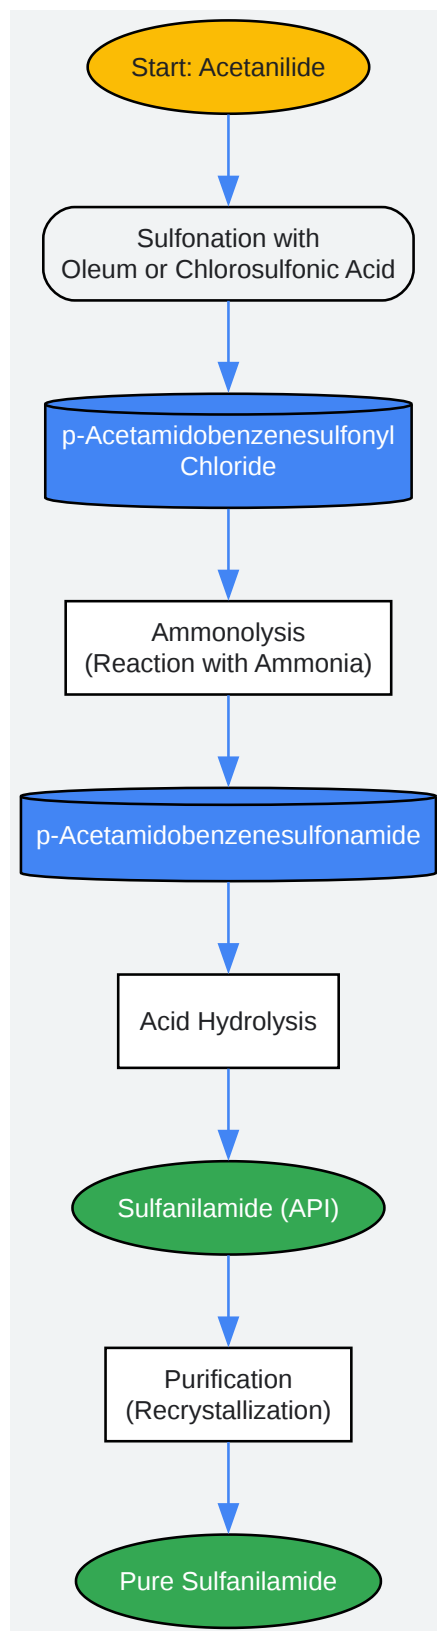 Start: Acetanilide
Sulfonation with
Oleum or Chlorosulfonic Acid
p-Acetamidobenzenesulfonyl
Chloride
Ammonolysis
(Reaction with Ammonia)
p-Acetamidobenzenesulfonamide
Acid Hydrolysis
Sulfanilamide (API)
Purification
(Recrystallization)
Pure Sulfanilamide